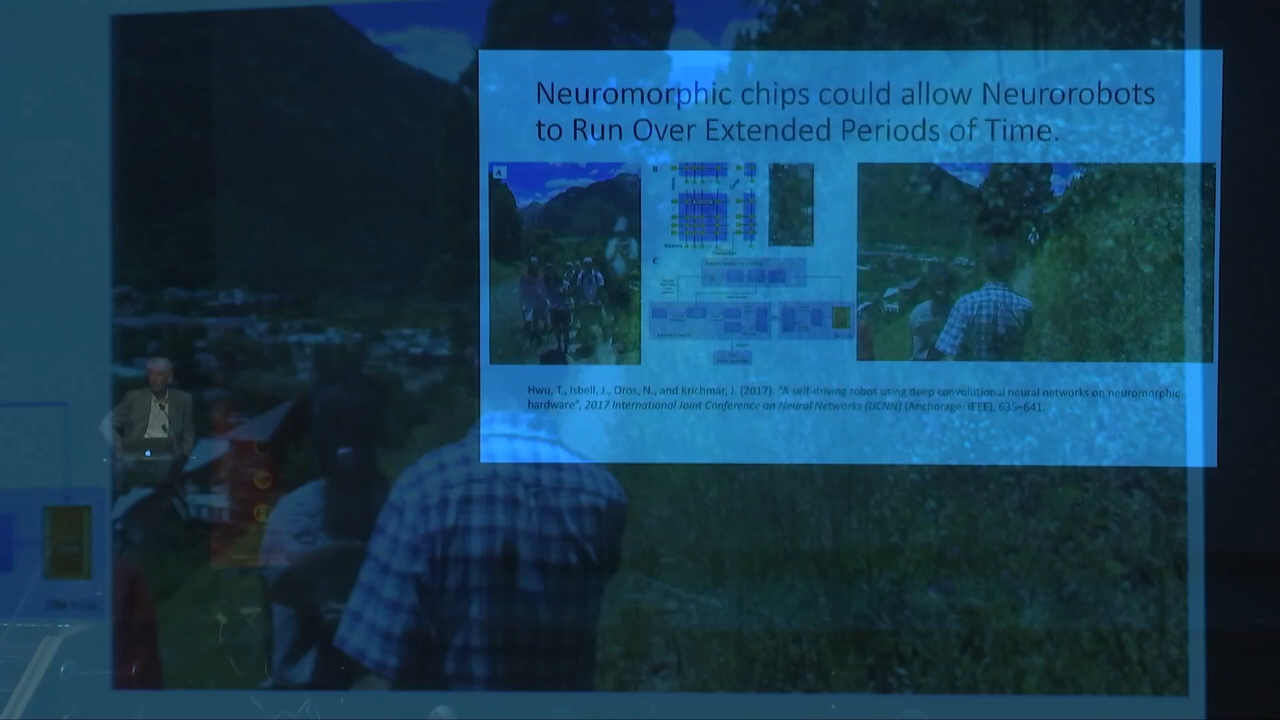 Neuromorphic chips could allow Neurorobots
to Run Over Extended Periods of Time.
A
B
C
Hwu, T., Isbell, J., Oros, N., and Krichmar, J. (2017). "A self-driving robot using deep convolutional neural networks on neuromorphic
hardware", 2017 International Joint Conference on Neural Networks (IJCNN) (Anchorage: IEEE), 635–641.